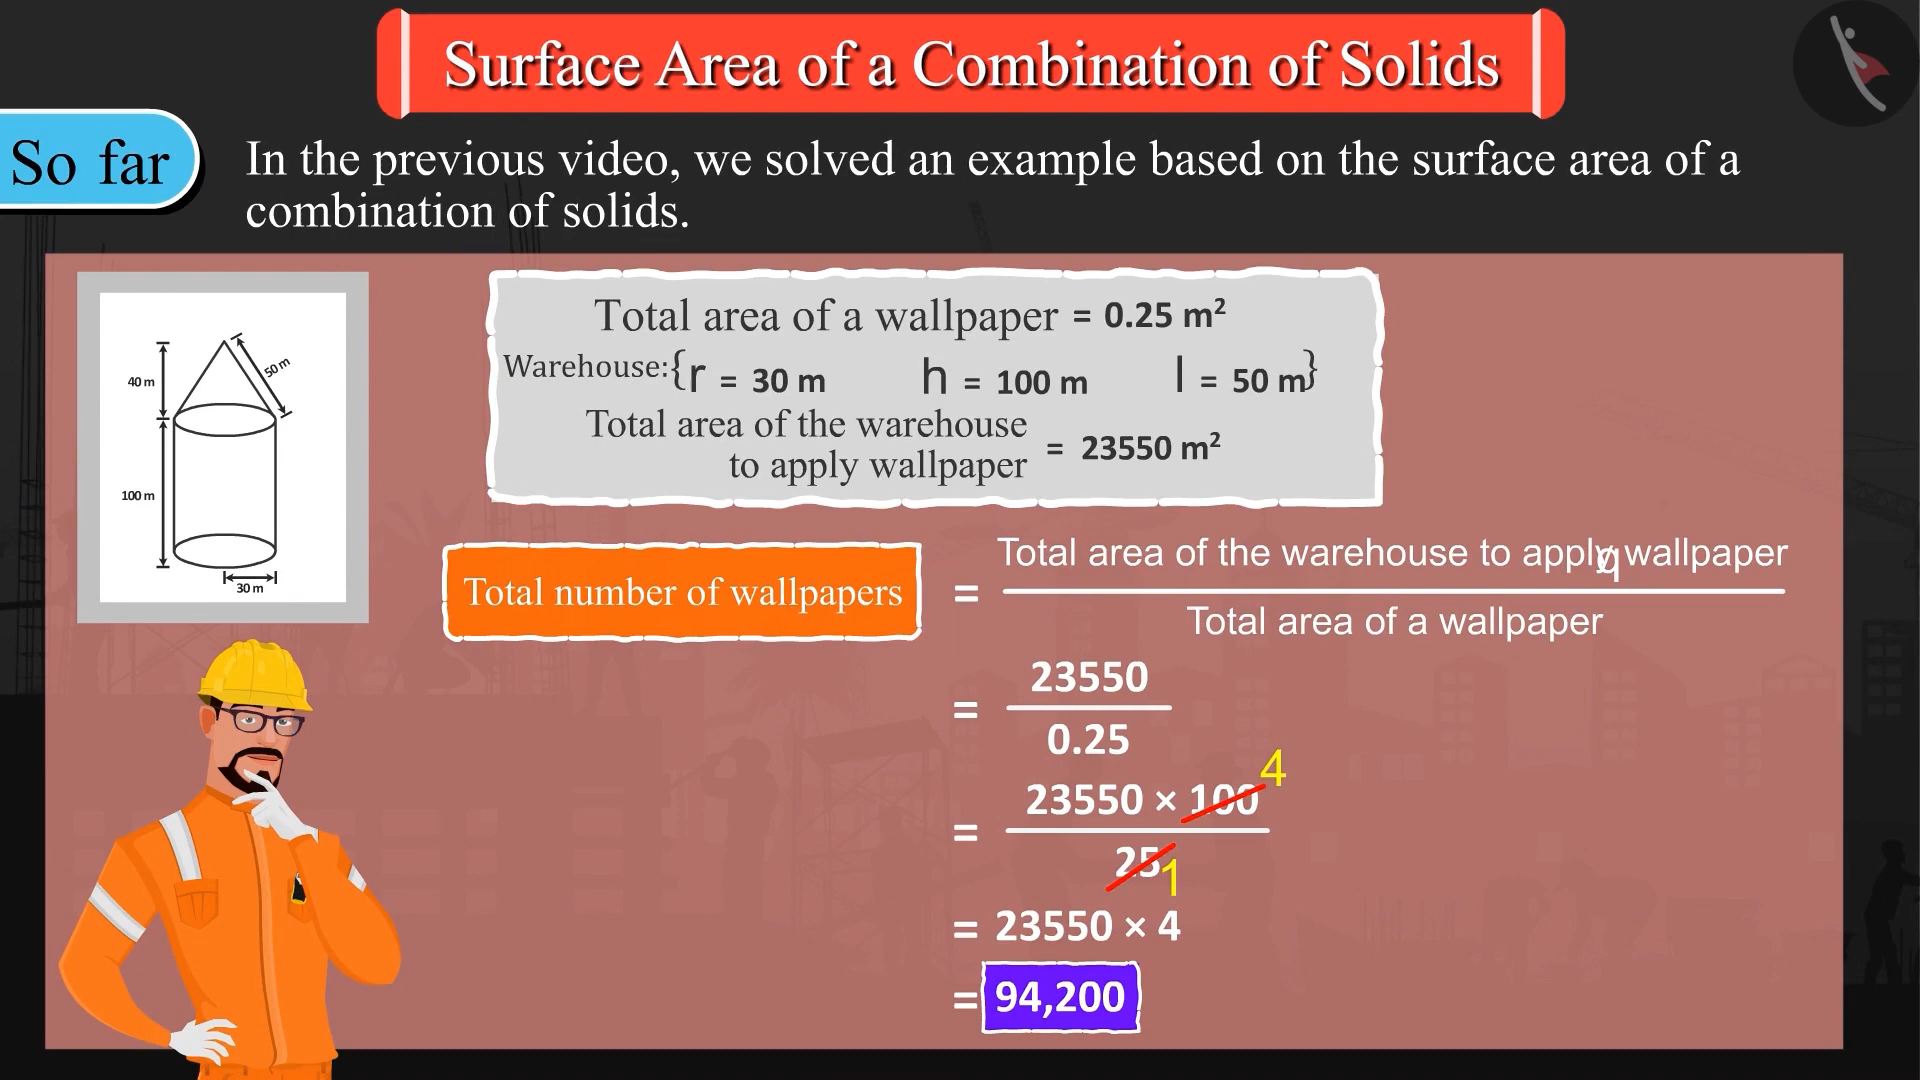 Surface Area of a Combination of Solids
So far
In the previous video, we solved an example based on the surface area of a
combination of solids.
40 m
50 m
100 m
30 m
Total area of a wallpaper = 0.25 m²
Warehouse:{r = 30 m h = 100 m l = 50 m}
Total area of the warehouse
to apply wallpaper = 23550 m²
Total number of wallpapers
= Total area of the warehouse to apply wallpaper
q
Total area of a wallpaper
= 23550
0.25
4
= 23550 × 100
25
1
= 23550 × 4
= 94,200